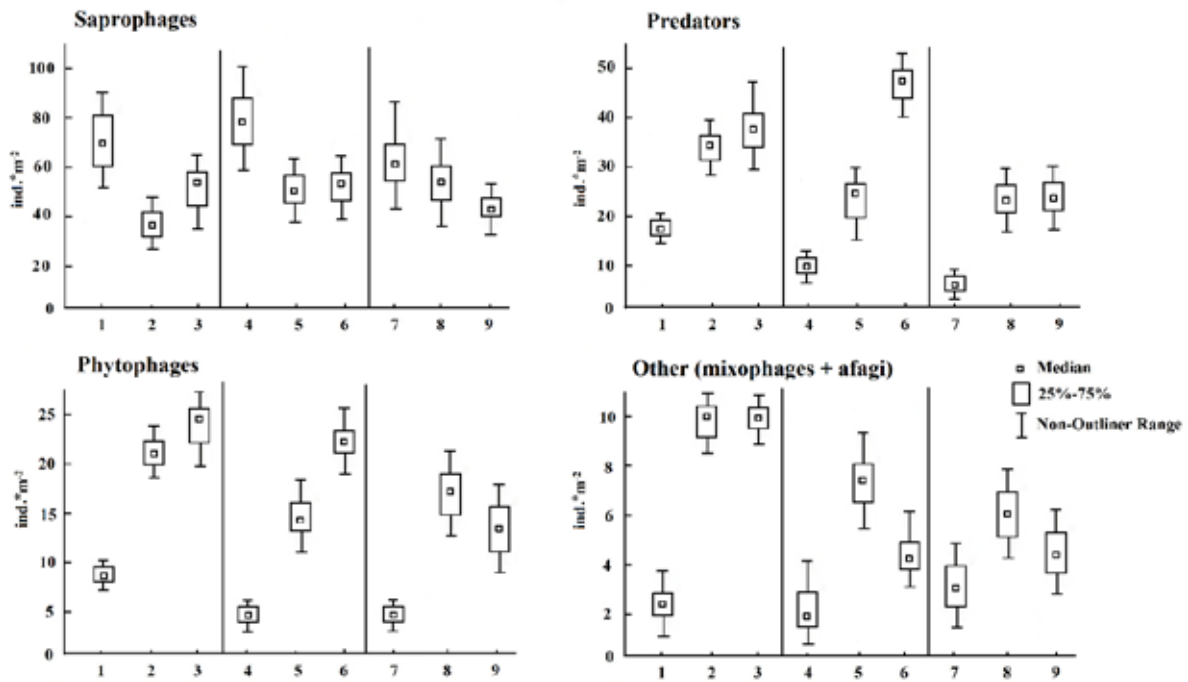 Saprophages
100
80
60
40
20
0
ind.*m-2
1 2 3 4 5 6 7 8 9
Predators
50
40
30
20
10
0
ind.*m-2
1 2 3 4 5 6 7 8 9
Phytophages
25
20
15
10
5
0
ind.*m-2
1 2 3 4 5 6 7 8 9
Other (mixophages + afagi)
10
8
6
4
2
0
ind.*m-2
1 2 3 4 5 6 7 8 9
Median
25%-75%
Non-Outliner Range